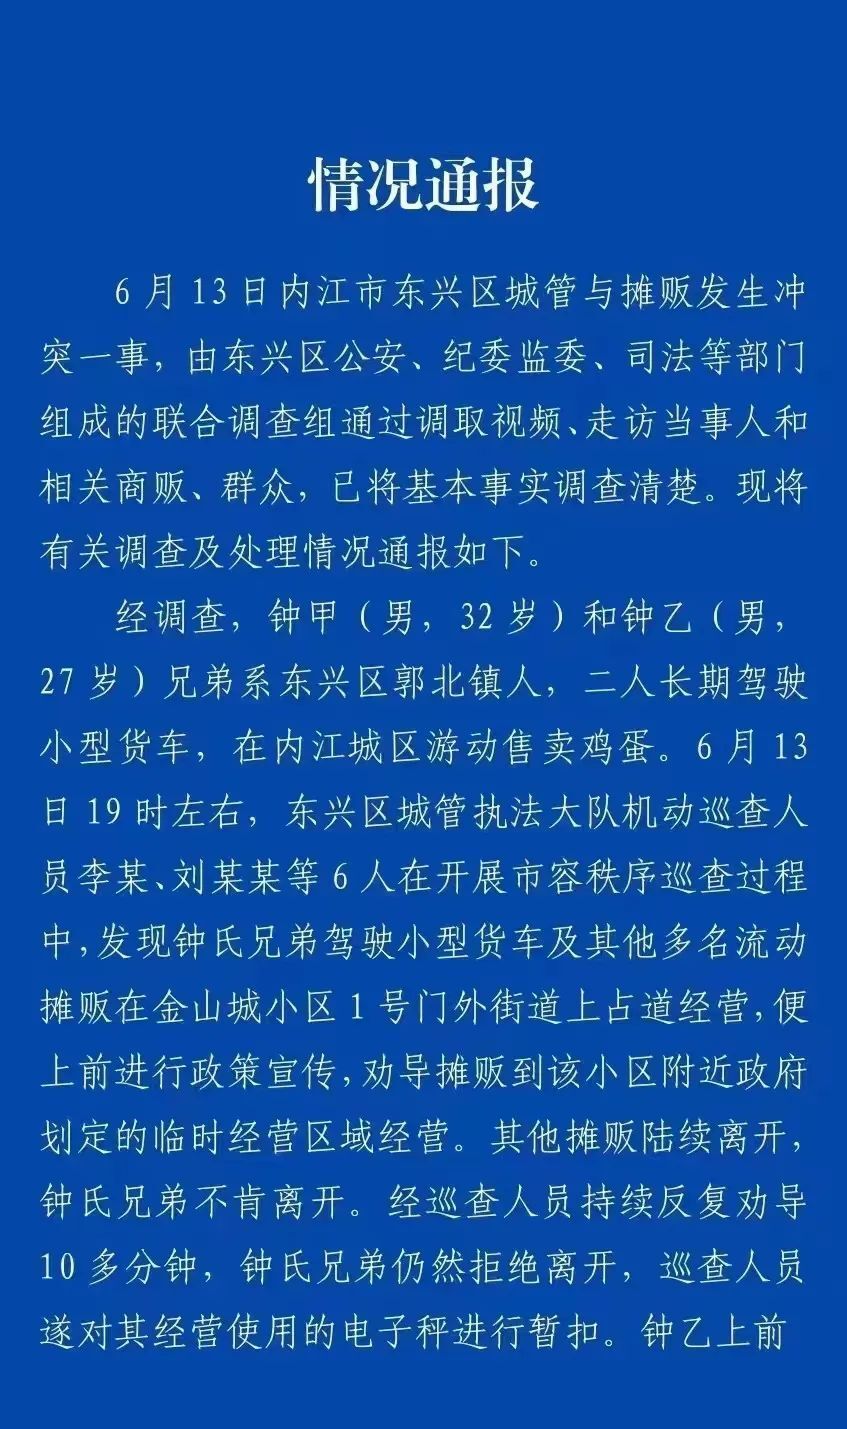 情况通报
6月13日内江市东兴区城管与摊贩发生冲
突一事，由东兴区公安、纪委监委、司法等部门
组成的联合调查组通过调取视频、走访当事人和
相关商贩、群众，已将基本事实调查清楚。现将
有关调查及处理情况通报如下。
经调查，钟甲（男，32岁）和钟乙（男，
27岁）兄弟系东兴区郭北镇人，二人长期驾驶
小型货车，在内江城区游动售卖鸡蛋。6月13
日19时左右，东兴区城管执法大队机动巡查人
员李某、刘某某等6人在开展市容秩序巡查过程
中，发现钟氏兄弟驾驶小型货车及其他多名流动
摊贩在金山城小区1号门外街道上占道经营，便
上前进行政策宣传，劝导摊贩到该小区附近政府
划定的临时经营区域经营。其他摊贩陆续离开，
钟氏兄弟不肯离开。经巡查人员持续反复劝导
10多分钟，钟氏兄弟仍然拒绝离开，巡查人员
遂对其经营使用的电子秤进行暂扣。钟乙上前